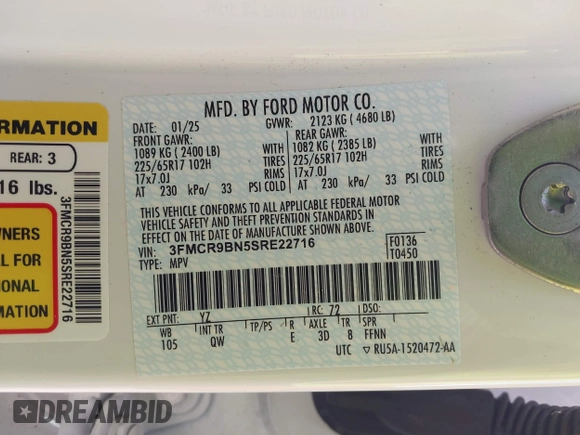 MFD. BY FORD MOTOR CO.
DATE: 01/25 GVWR: 2123 KG ( 4680 LB)
FRONT GAWR: REAR GAWR:
1089 KG ( 2400 LB) WITH 1082 KG ( 2385 LB) WITH
225/65R17 102H TIRES 225/65R17 102H TIRES
17x7.0J RIMS 17x7.0J RIMS
AT 230 kPa/ 33 PSI COLD AT 230 kPa/ 33 PSI COLD
THIS VEHICLE CONFORMS TO ALL APPLICABLE FEDERAL MOTOR
VEHICLE SAFETY AND THEFT PREVENTION STANDARDS IN
EFFECT ON THE DATE OF MANUFACTURE SHOWN ABOVE.
VIN: 3FMCR9BN5SRE22716 F0136
TYPE: MPV T0450
EXT PNT: YZ RC: 72 DSO:
WB INT TR TP/PS R AXLE TR SPR
105 QW E 3D 8 FFNN
UTC RU5A-1520472-AA
ORMATION
REAR: 3
16 lbs.
WNERS
L FOR
IONAL
ION
3FMCR9BN5SRE22716
DREAMBID